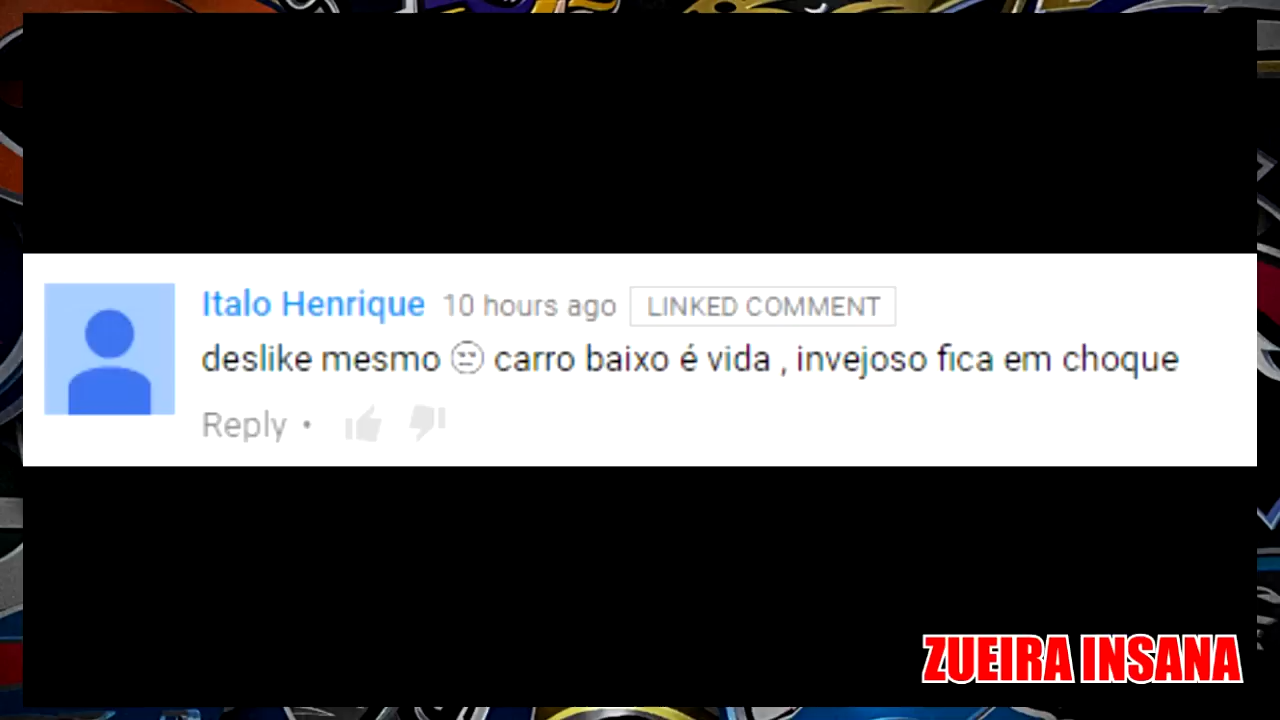 Italo Henrique 10 hours ago LINKED COMMENT
deslike mesmo 😒 carro baixo é vida , invejoso fica em choque
Reply •
ZUEIRA INSANA